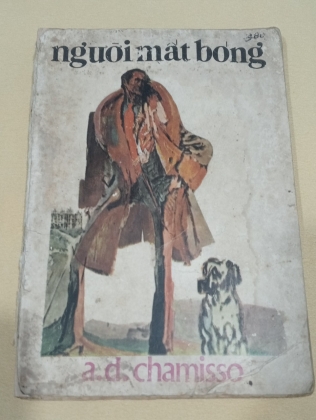 người mất bóng
a.d. chamisso